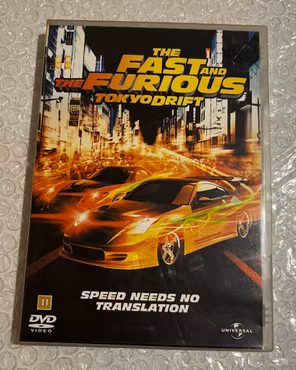 THE
FAST AND
THE FURIOUS
TOKYO DRIFT
SPEED NEEDS NO
TRANSLATION
11
DVD
VIDEO
UNIVERSAL